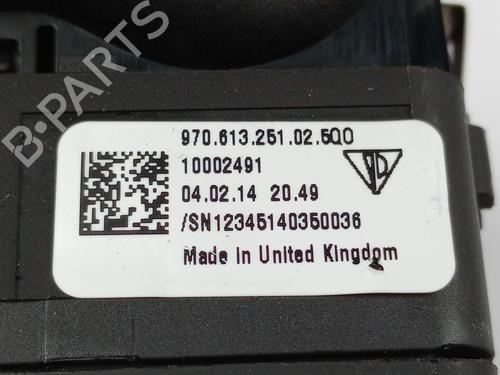 B-PARTS
970.613.251.02.5Q0
10002491
04.02.14 20.49
/SN12345140350036
Made in United Kingdom